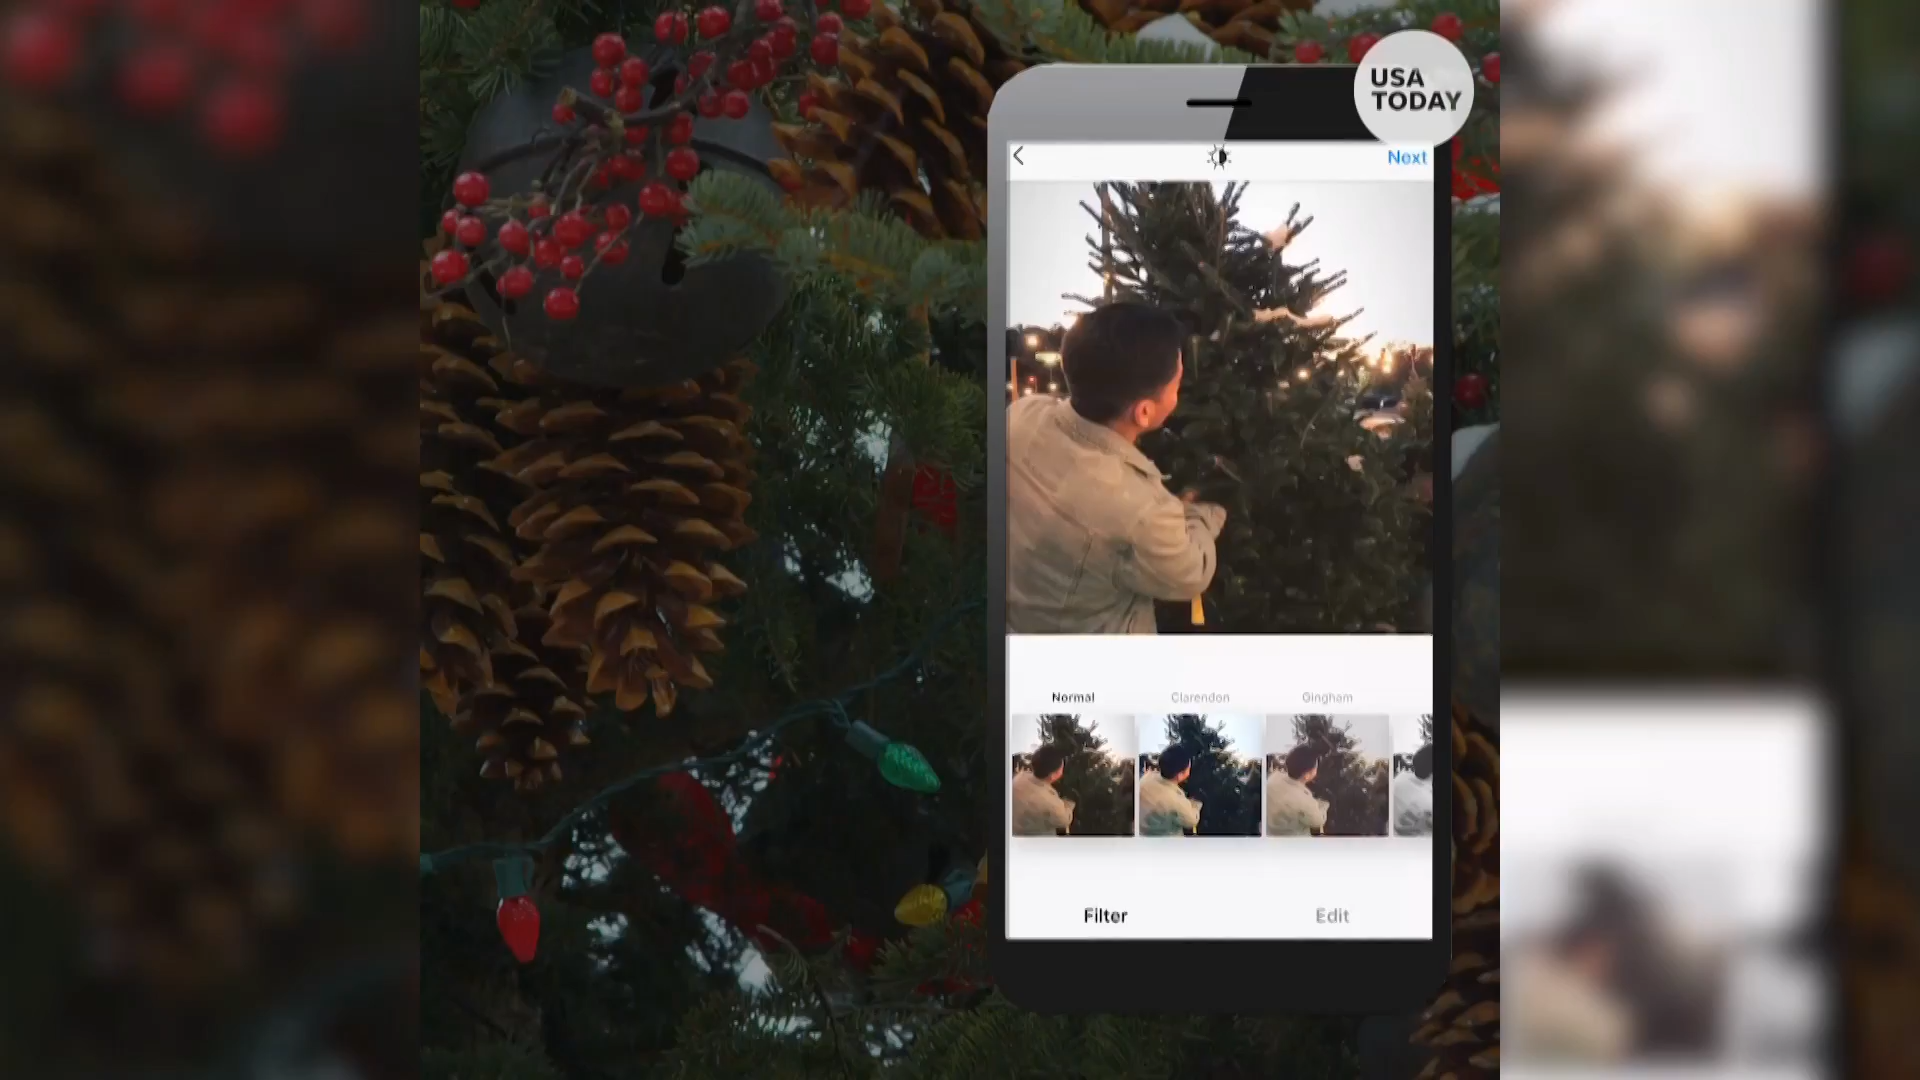 USA
TODAY
Next
Normal
Clarendon
Gingham
Filter
Edit